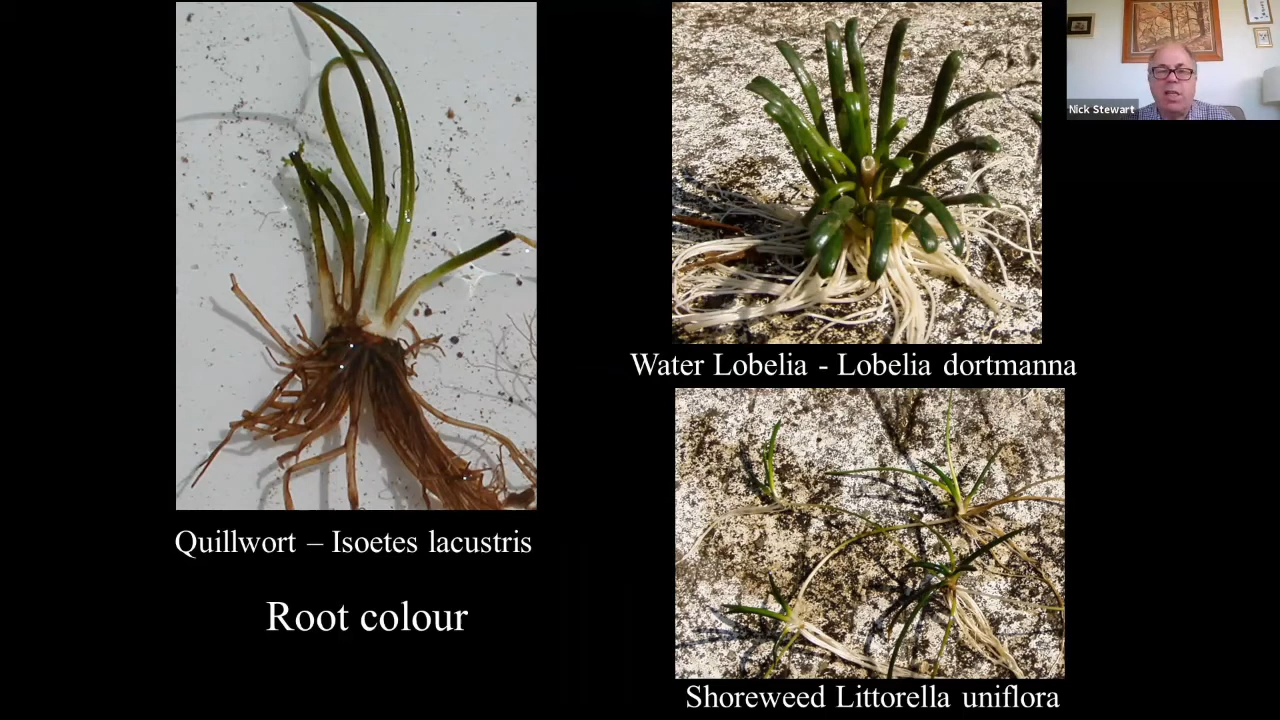 Nick Stewart
Water Lobelia - Lobelia dortmanna
Quillwort – Isoetes lacustris
Root colour
Shoreweed Littorella uniflora